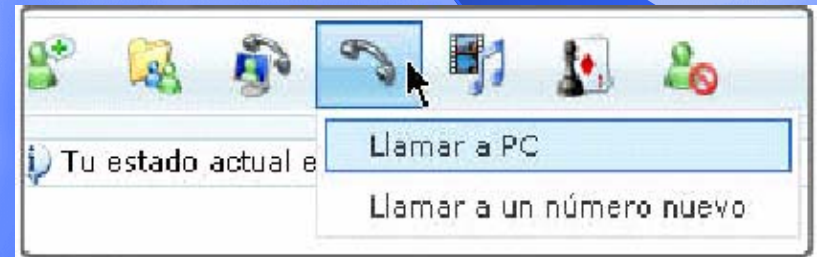 Tu estado actual e
Llamar a PC
Llamar a un número nuevo